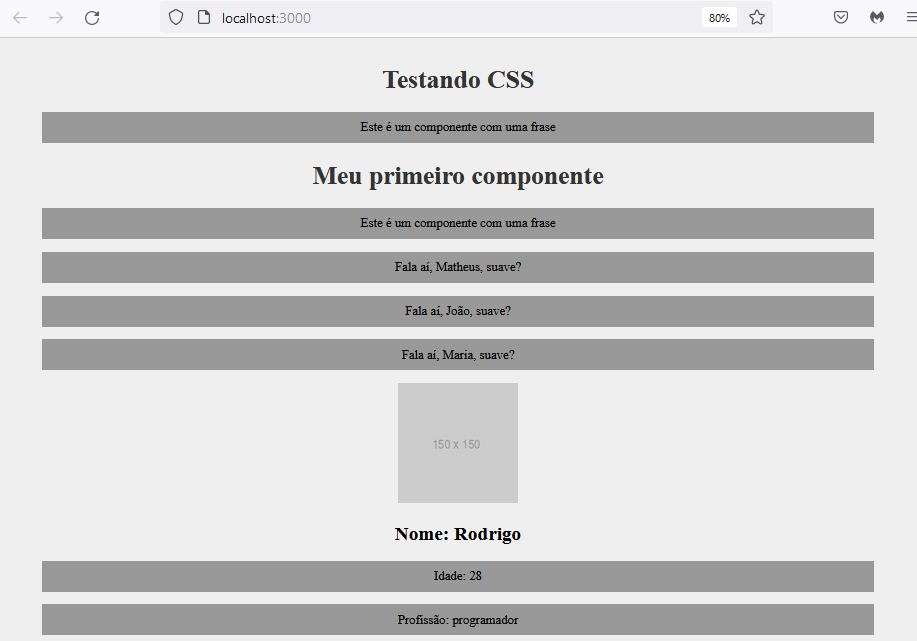 localhost:3000
80%
Testando CSS
Este é um componente com uma frase
Meu primeiro componente
Este é um componente com uma frase
Fala aí, Matheus, suave?
Fala aí, João, suave?
Fala aí, Maria, suave?
150 x 150
Nome: Rodrigo
Idade: 28
Profissão: programador